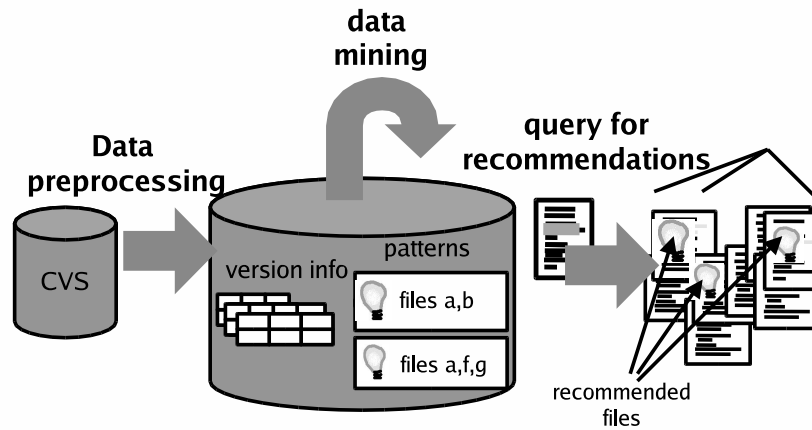 data
mining
Data
preprocessing
query for
recommendations
CVS
version info
patterns
files a,b
files a,f,g
recommended
files